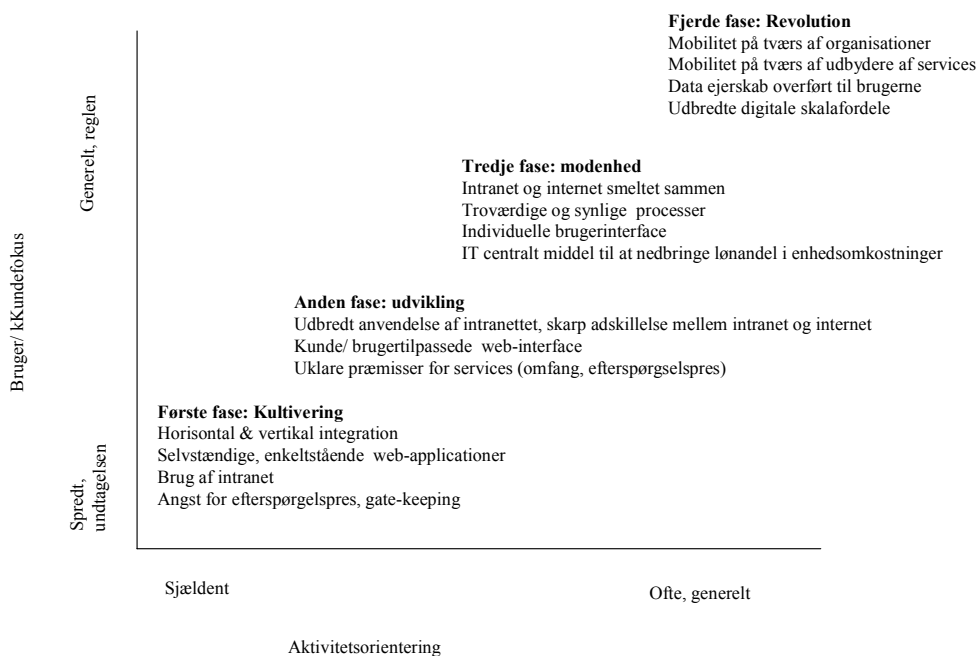 Fjerde fase: Revolution
Mobilitet på tværs af organisationer
Mobilitet på tværs af udbydere af services
Data ejerskab overført til brugerne
Udbredte digitale skalafordele
Generelt, reglen
Tredje fase: modenhed
Intranet og internet smeltet sammen
Troværdige og synlige processer
Individuelle brugerinterface
IT centralt middel til at nedbringe lønandel i enhedsomkostninger
Bruger/ kKundefokus
Anden fase: udvikling
Udbredt anvendelse af intranettet, skarp adskillelse mellem intranet og internet
Kunde/ brugertilpassede web-interface
Uklare præmisser for services (omfang, efterspørgselspres)
Første fase: Kultivering
Horisontal & vertikal integration
Selvstændige, enkeltstående web-applicationer
Brug af intranet
Angst for efterspørgelspres, gate-keeping
Spredt,
undtagelsen
Sjældent
Ofte, generelt
Aktivitetsorientering